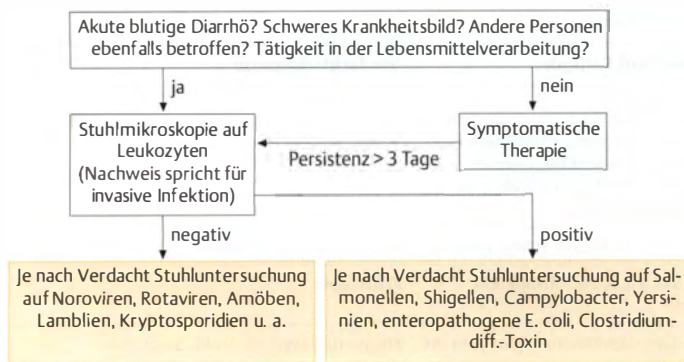 Akute blutige Diarrhö? Schweres Krankheitsbild? Andere Personen
ebenfalls betroffen? Tätigkeit in der Lebensmittelverarbeitung?
ja
nein
Stuhlmikroskopie auf
Leukozyten
(Nachweis spricht für
invasive Infektion)
Persistenz > 3 Tage
Symptomatische
Therapie
negativ
positiv
Je nach Verdacht Stuhluntersuchung
auf Noroviren, Rotaviren, Amöben,
Lamblien, Kryptosporidien u. a.
Je nach Verdacht Stuhluntersuchung auf Sal-
monellen, Shigellen, Campylobacter, Yersi-
nien, enteropathogene E. coli, Clostridium-
diff.-Toxin